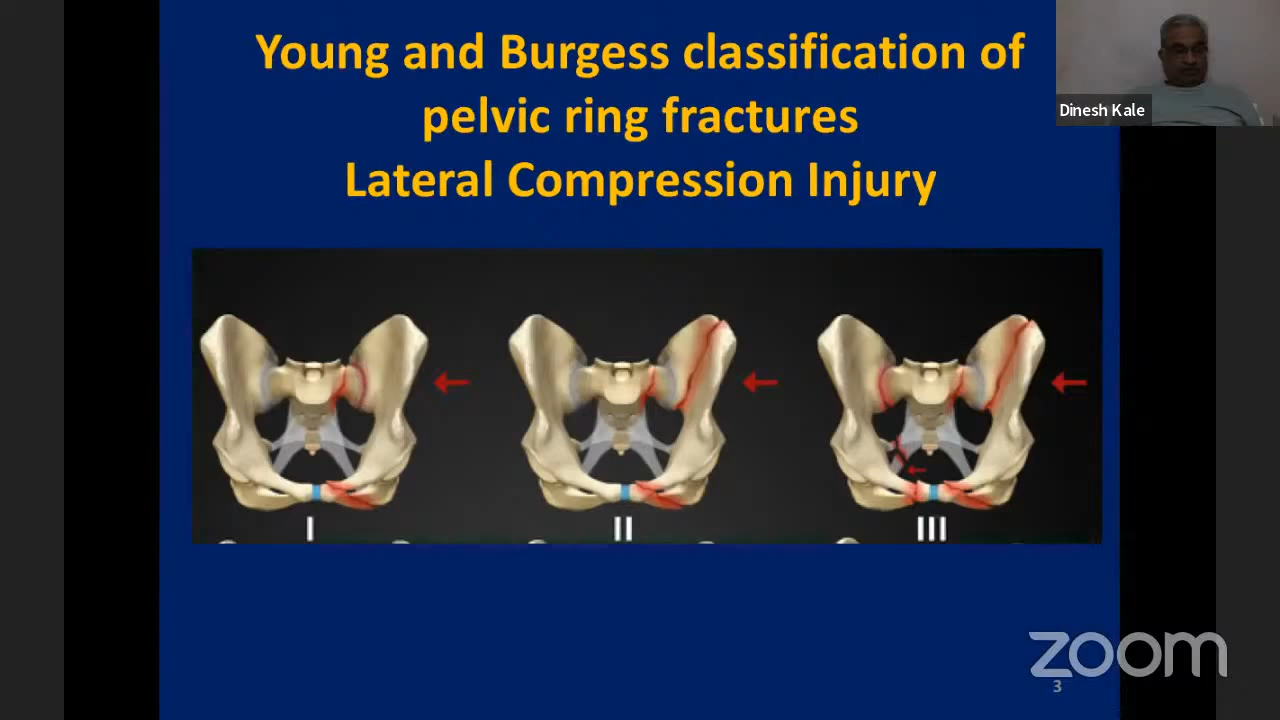 Young and Burgess classification of
pelvic ring fractures
Lateral Compression Injury
Dinesh Kale
I
II
III
zoom
3